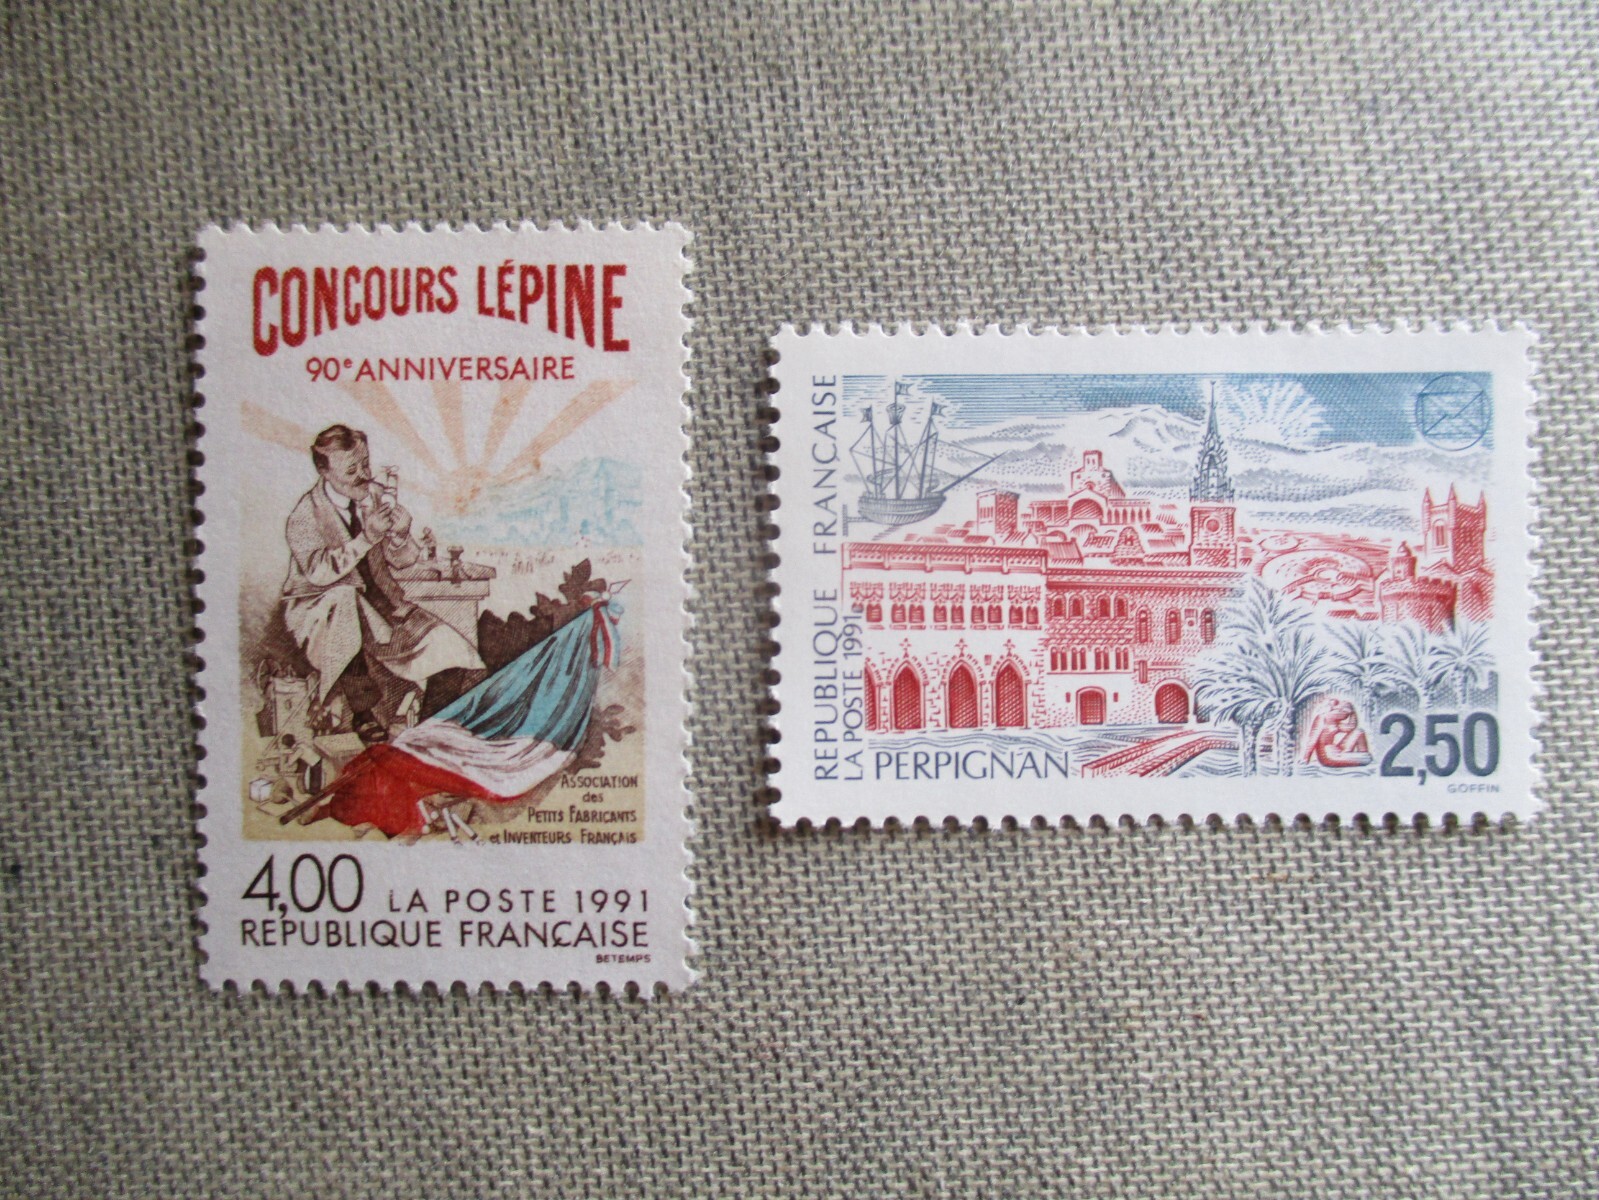 CONCOURS LÉPINE
90e ANNIVERSAIRE
ASSOCIATION
des
PETITS FABRICANTS
et INVENTEURS FRANÇAIS
4,00 LA POSTE 1991
REPUBLIQUE FRANÇAISE
BETEMPS
REPUBLIQUE FRANÇAISE
LA POSTE 1991
PERPIGNAN
2,50
GOFFIN